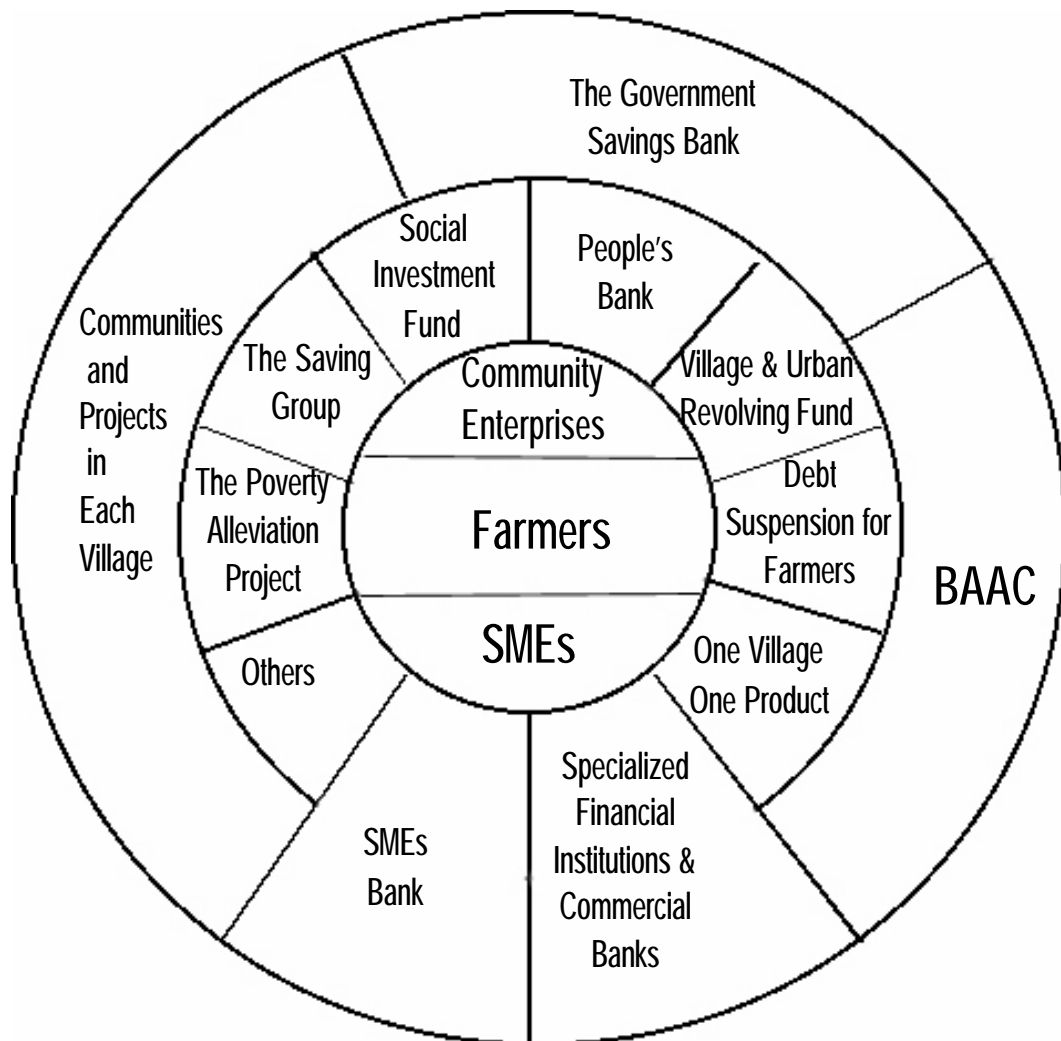 The Government
Savings Bank
Social
Investment
Fund
People's
Bank
Communities
and
Projects
in
Each
Village
The Saving
Group
Community
Enterprises
Village & Urban
Revolving Fund
The Poverty
Alleviation
Project
Farmers
Debt
Suspension for
Farmers
BAAC
Others
SMEs
One Village
One Product
SMEs
Bank
Specialized
Financial
Institutions &
Commercial
Banks